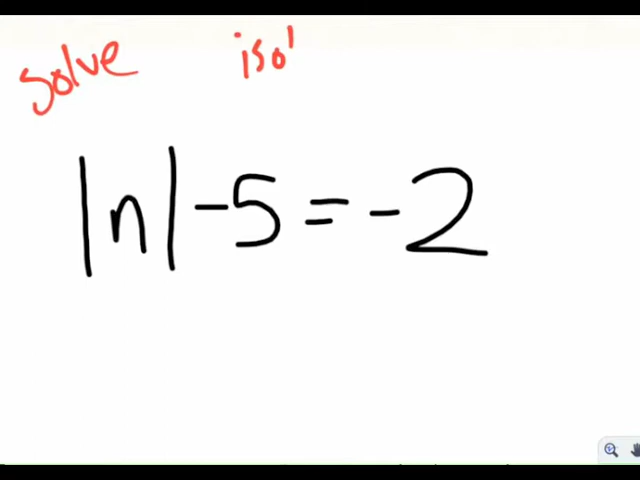 solve iso
|n| - 5 = - 2